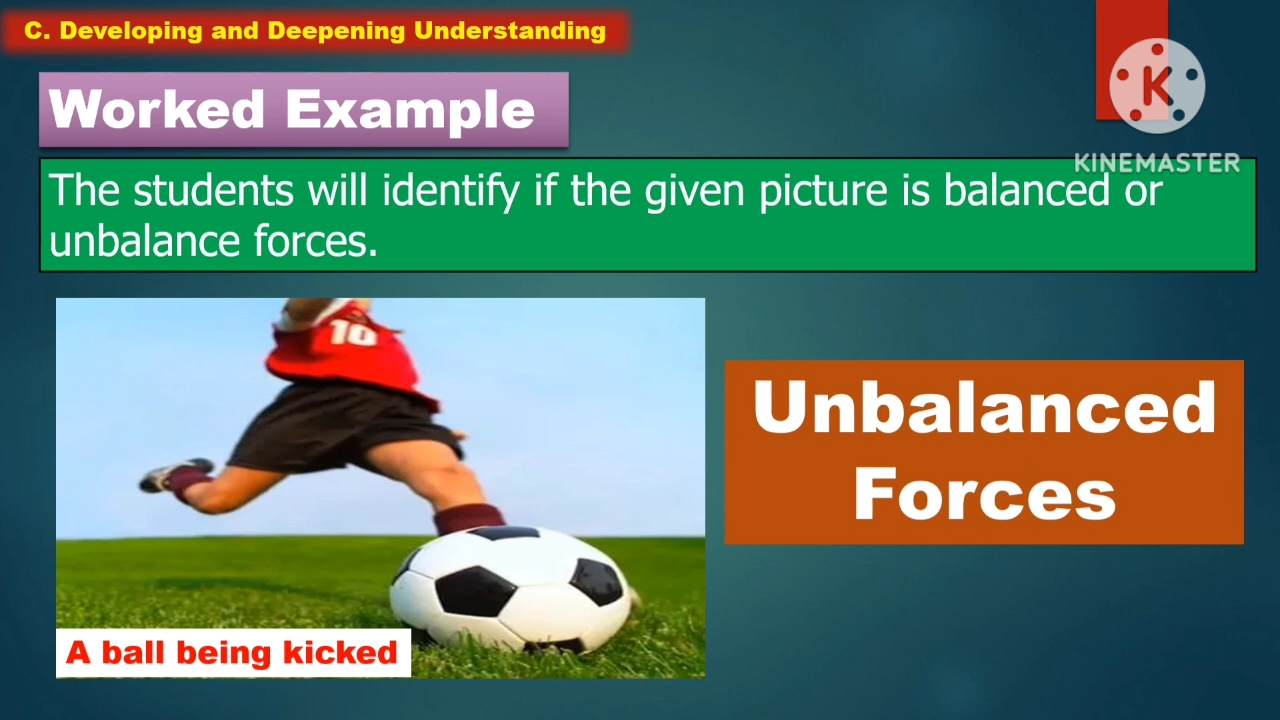 C. Developing and Deepening Understanding
Worked Example
K
KINEMASTER
The students will identify if the given picture is balanced or
unbalance forces.
10
Unbalanced
Forces
A ball being kicked